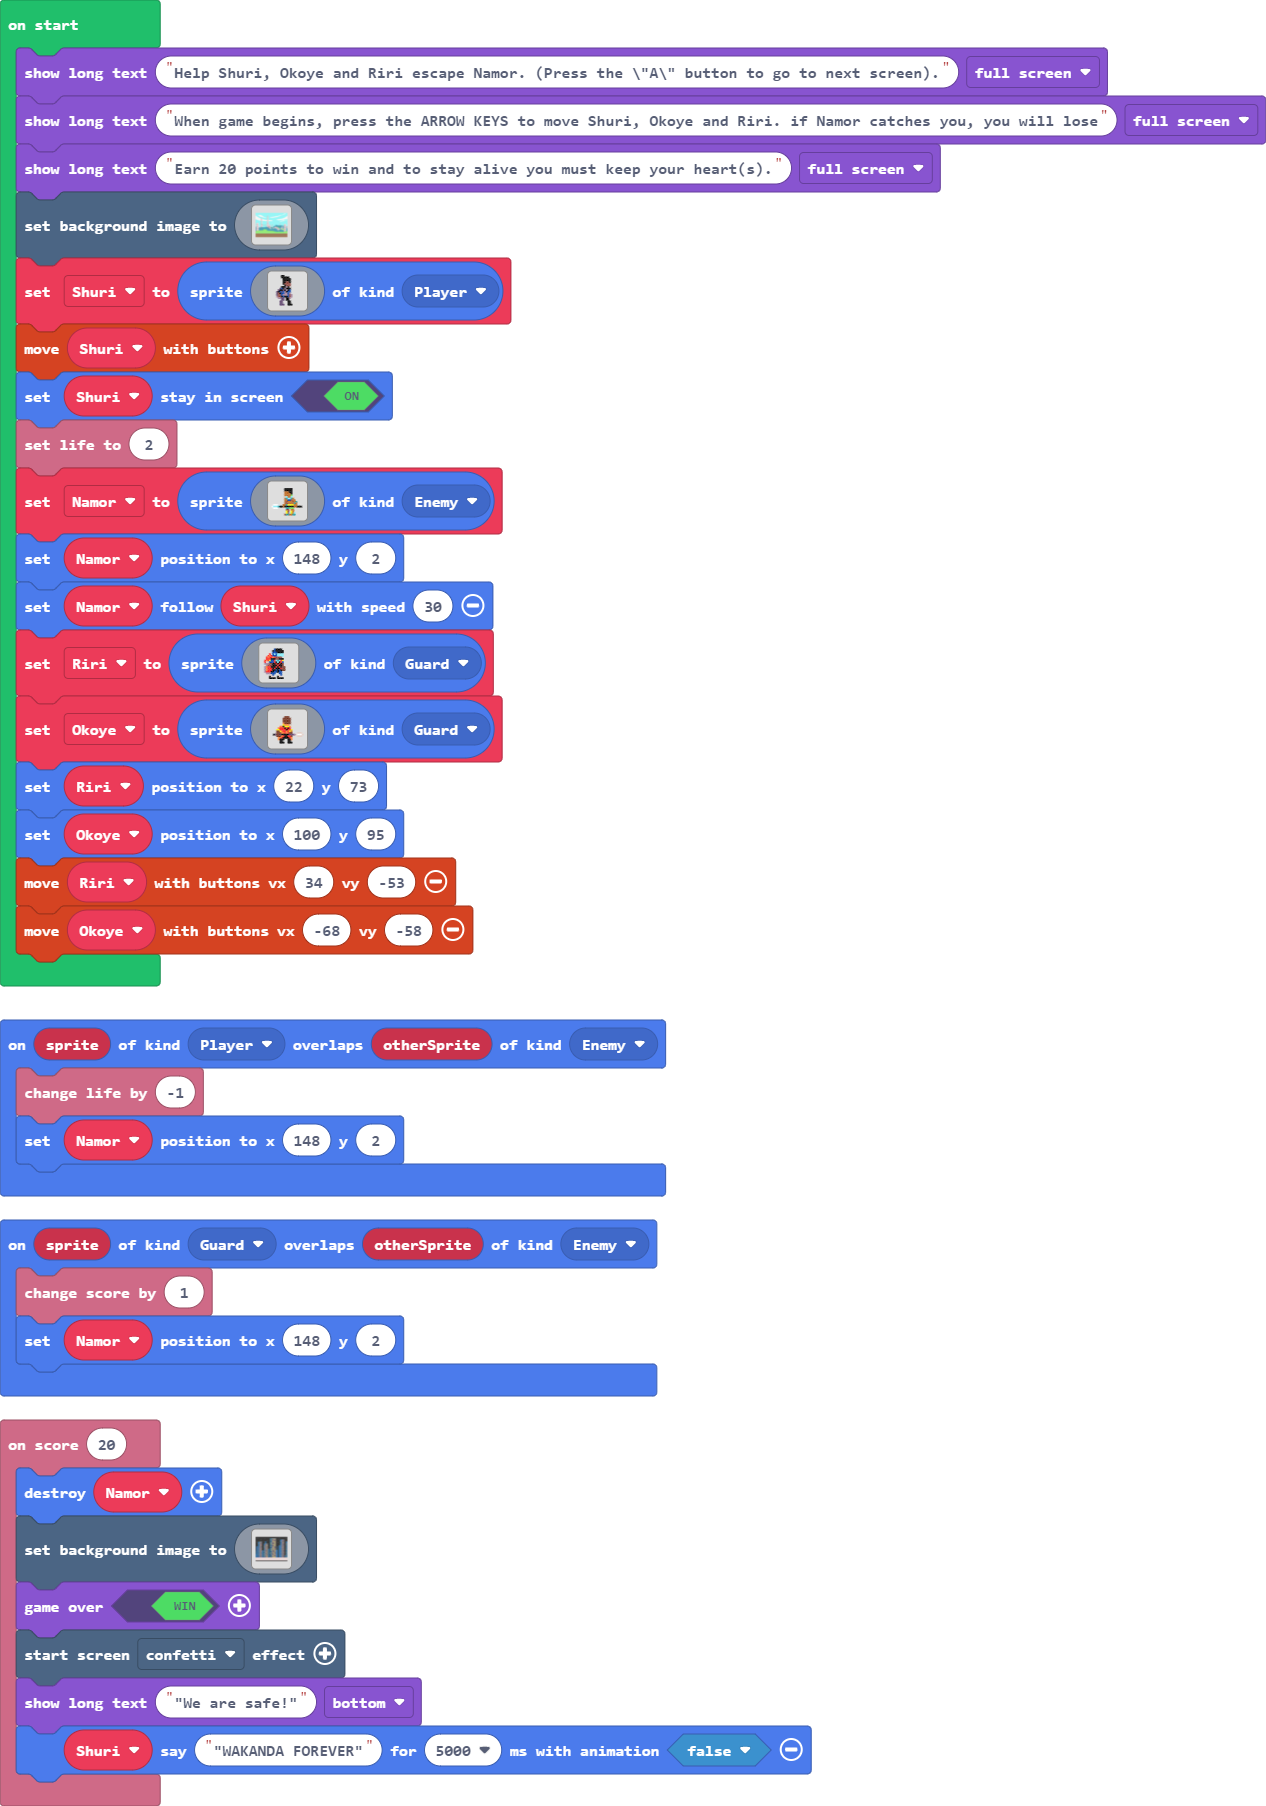 on start
show long text "Help Shuri, Okoye and Riri escape Namor. (Press the \"A\" button to go to next screen)." full screen
show long text "When game begins, press the ARROW KEYS to move Shuri, Okoye and Riri. if Namor catches you, you will lose" full screen
show long text "Earn 20 points to win and to stay alive you must keep your heart(s)." full screen
set background image to
set Shuri to sprite of kind Player
move Shuri with buttons
set Shuri stay in screen ON
set life to 2
set Namor to sprite of kind Enemy
set Namor position to x 148 y 2
set Namor follow Shuri with speed 30
set Riri to sprite of kind Guard
set Okoye to sprite of kind Guard
set Riri position to x 22 y 73
set Okoye position to x 100 y 95
move Riri with buttons vx 34 vy -53
move Okoye with buttons vx -68 vy -58
on sprite of kind Player overlaps otherSprite of kind Enemy
change life by -1
set Namor position to x 148 y 2
on sprite of kind Guard overlaps otherSprite of kind Enemy
change score by 1
set Namor position to x 148 y 2
on score 20
destroy Namor
set background image to
game over WIN
start screen confetti effect
show long text ""We are safe!"" bottom
Shuri say ""WAKANDA FOREVER"" for 5000 ms with animation false